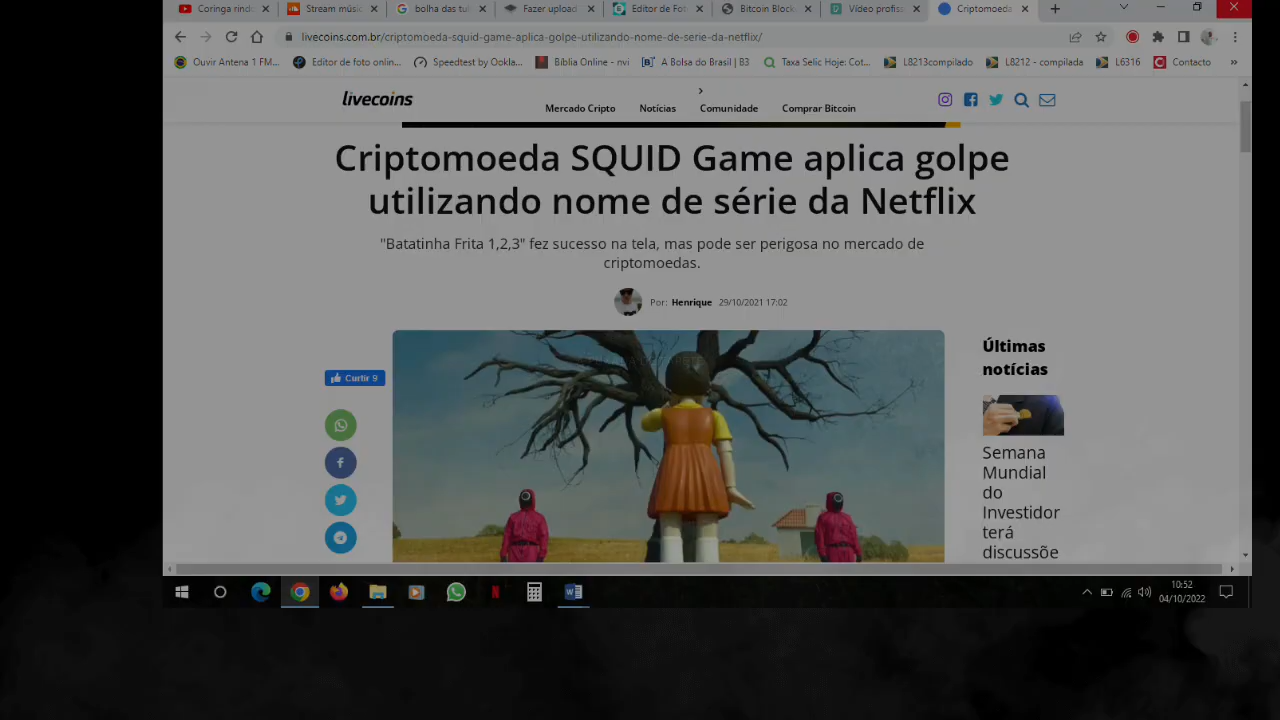 Coringa rindo
Stream músic
bolha das tul
Fazer upload
Editor de Fot
Bitcoin Block
Vídeo profiss
Criptomoeda
livecoins.com.br/criptomoeda-squid-game-aplica-golpe-utilizando-nome-de-serie-da-netflix/
Ouvir Antena 1 FM...
Editor de foto onlin...
Speedtest by Ookla...
Bíblia Online - nvi
A Bolsa do Brasil | B3
Taxa Selic Hoje: Cot...
L8213compilado
L8212 - compilada
L6316
Contacto
livecoins
Mercado Cripto
Notícias
Comunidade
Comprar Bitcoin
Criptomoeda SQUID Game aplica golpe
utilizando nome de série da Netflix
"Batatinha Frita 1,2,3" fez sucesso na tela, mas pode ser perigosa no mercado de
criptomoedas.
Por: Henrique 29/10/2021 17:02
Curtir 9
Últimas
notícias
Semana
Mundial
do
Investidor
terá
discussõe
10:52
04/10/2022